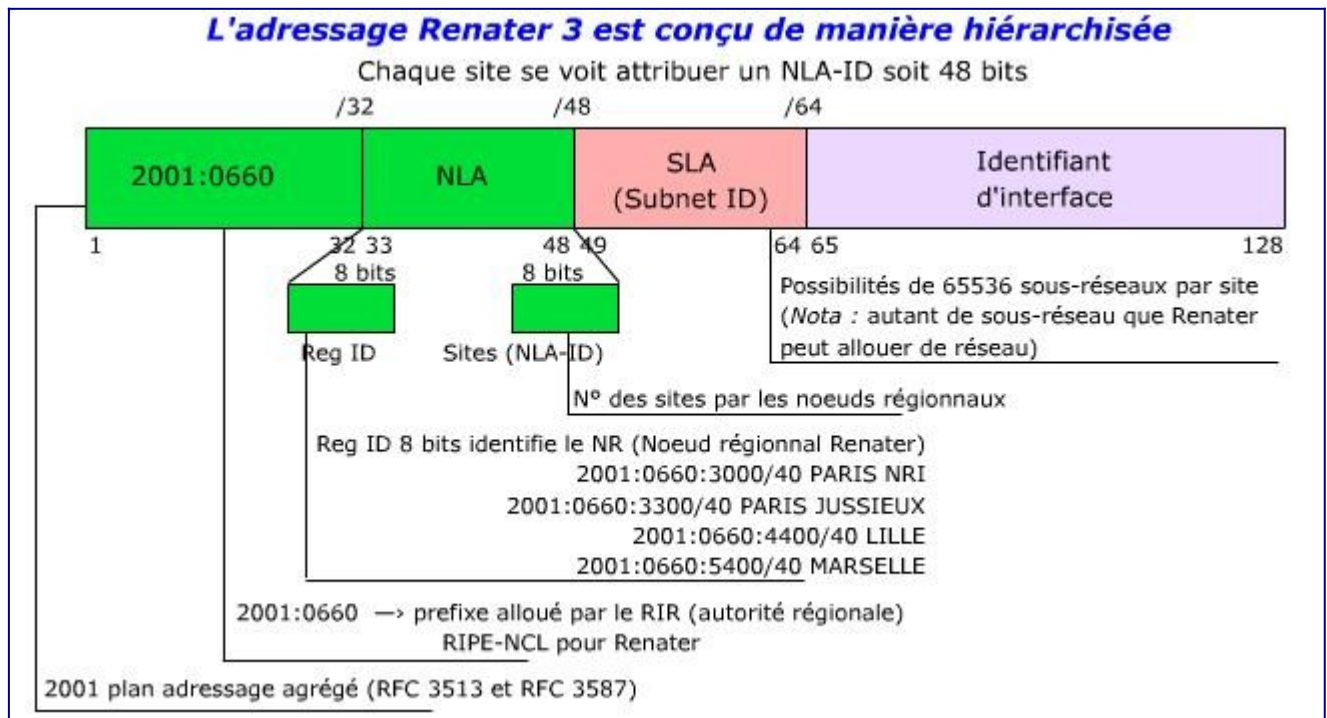 L'adressage Renater 3 est conçu de manière hiérarchisée
Chaque site se voit attribuer un NLA-ID soit 48 bits
/32 /48 /64
2001:0660 NLA SLA (Subnet ID) Identifiant d'interface
1 32 33 48 49 64 65 128
8 bits 8 bits
Reg ID Sites (NLA-ID)
Possibilités de 65536 sous-réseaux par site
(Nota : autant de sous-réseau que Renater
peut allouer de réseau)
N° des sites par les noeuds régionnaux
Reg ID 8 bits identifie le NR (Noeud régionnal Renater)
2001:0660:3000/40 PARIS NRI
2001:0660:3300/40 PARIS JUSSIEUX
2001:0660:4400/40 LILLE
2001:0660:5400/40 MARSELLE
2001:0660 —> prefixe alloué par le RIR (autorité régionale)
RIPE-NCL pour Renater
2001 plan adressage agrégé (RFC 3513 et RFC 3587)